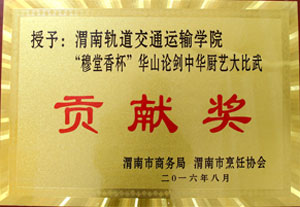 授予：渭南轨道交通运输学院
“穆堂香杯”华山论剑中华厨艺大比武
贡献奖
渭南市商务局 渭南市烹饪协会
二○一六年八月